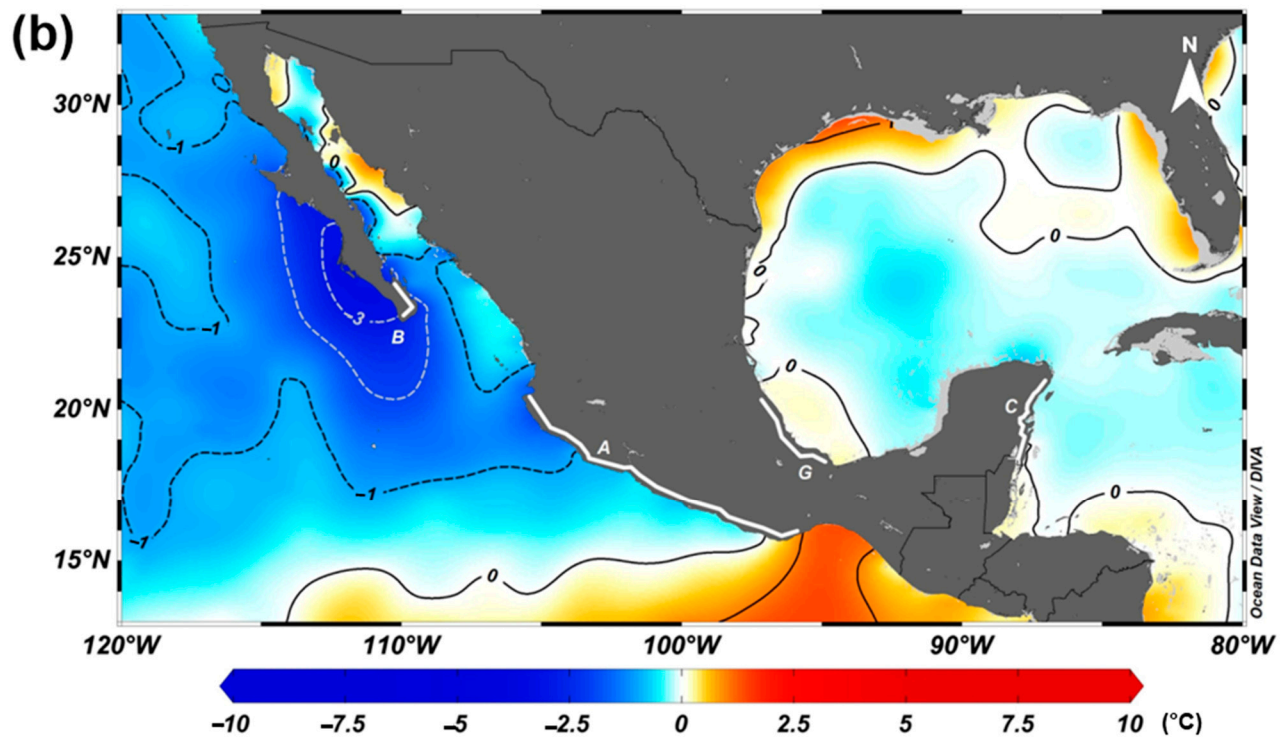 (b)
N
30°N
25°N
20°N
15°N
0
–1
0
1
0
0
–1
–3
B
0
–1
A
0
G
C
–1
0
0
120°W 110°W 100°W 90°W 80°W
Ocean Data View / DIVA
–10 –7.5 –5 –2.5 0 2.5 5 7.5 10 (°C)